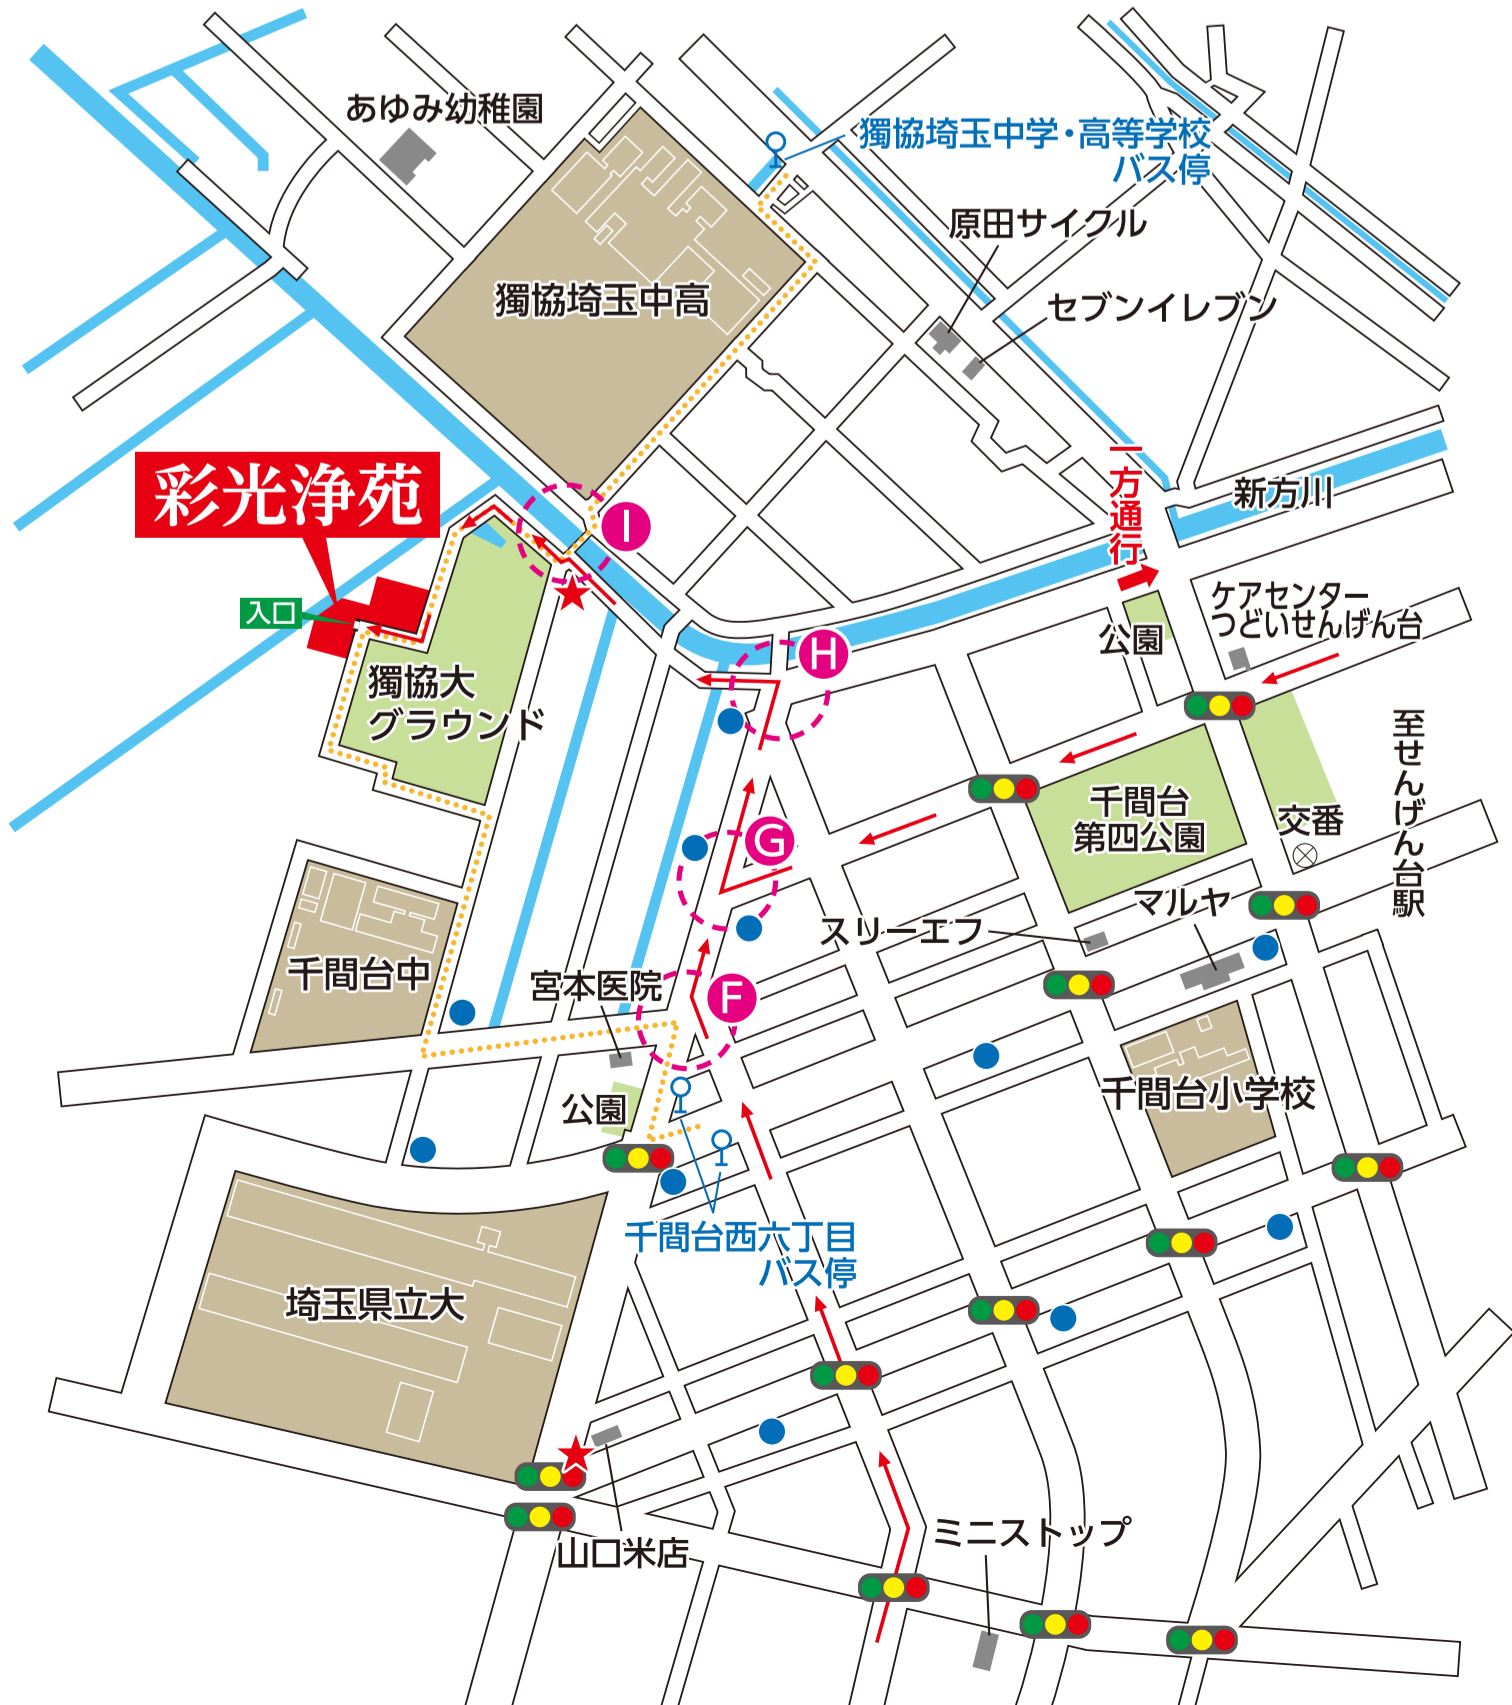 あゆみ幼稚園
獨協埼玉中学・高等学校
バス停
原田サイクル
獨協埼玉中高
セブンイレブン
彩光浄苑
一方通行
新方川
I
入口
ケアセンター
つどいせんげん台
公園
H
獨協大
グラウンド
至せんげん台駅
千間台
第四公園
交番
G
マルヤ
スリーエフ
千間台中
宮本医院
F
千間台小学校
公園
千間台西六丁目
バス停
埼玉県立大
山口米店
ミニストップ